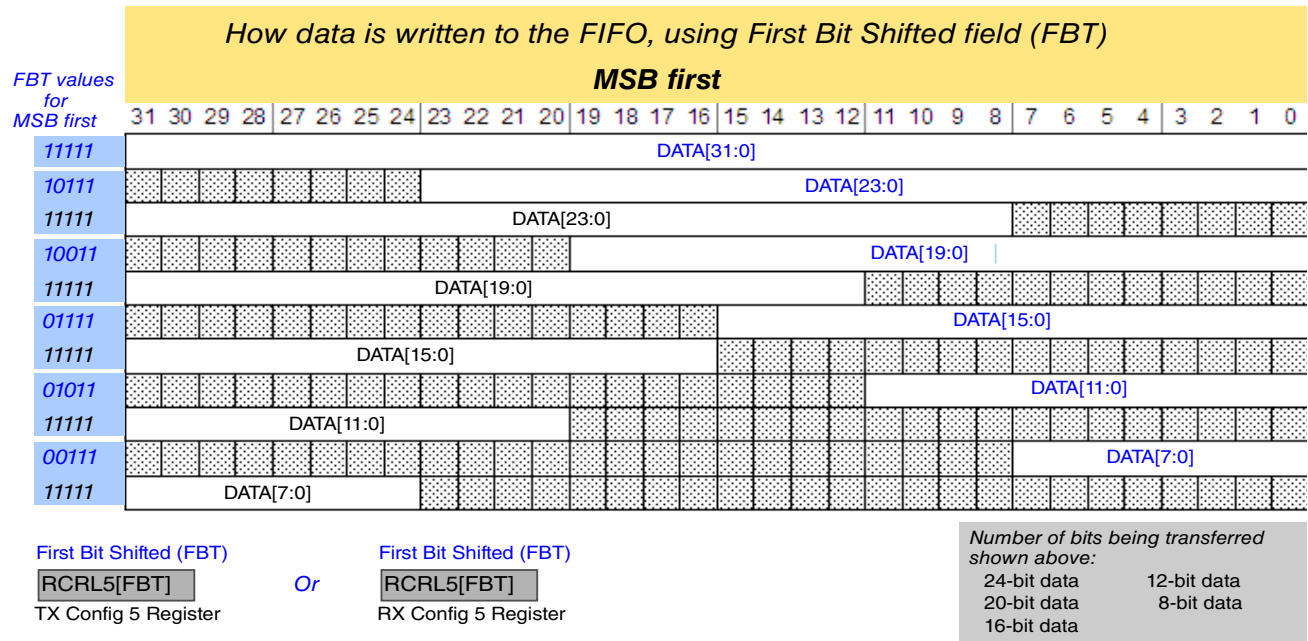 How data is written to the FIFO, using First Bit Shifted field (FBT)
MSB first
FBT values
for
MSB first
31 30 29 28 27 26 25 24 23 22 21 20 19 18 17 16 15 14 13 12 11 10 9 8 7 6 5 4 3 2 1 0
11111 DATA[31:0]
10111 DATA[23:0]
11111 DATA[23:0]
10011 DATA[19:0]
11111 DATA[19:0]
01111 DATA[15:0]
11111 DATA[15:0]
01011 DATA[11:0]
11111 DATA[11:0]
00111 DATA[7:0]
11111 DATA[7:0]
First Bit Shifted (FBT)
RCRL5[FBT]
TX Config 5 Register
Or
First Bit Shifted (FBT)
RCRL5[FBT]
RX Config 5 Register
Number of bits being transferred
shown above:
24-bit data 12-bit data
20-bit data 8-bit data
16-bit data